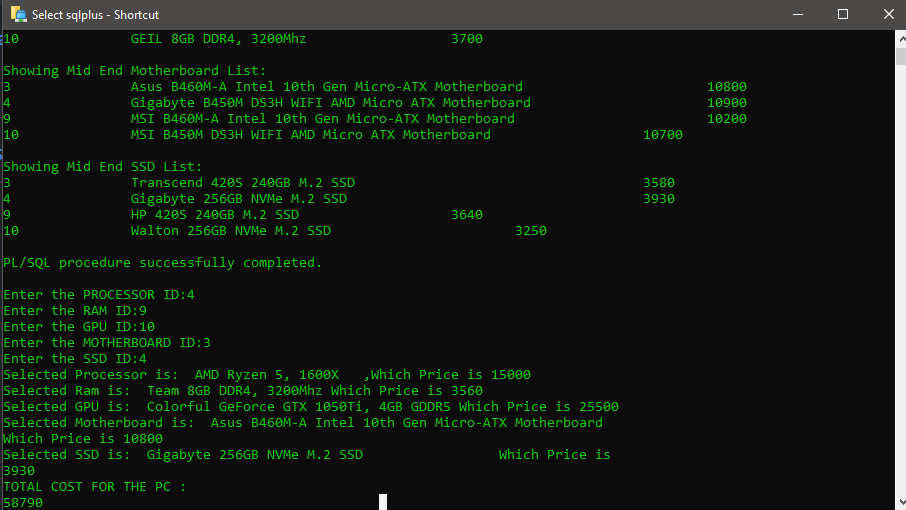 Select sqlplus - Shortcut
10 GEIL 8GB DDR4, 3200Mhz 3700
Showing Mid End Motherboard List:
3 Asus B460M-A Intel 10th Gen Micro-ATX Motherboard 10800
4 Gigabyte B450M DS3H WIFI AMD Micro ATX Motherboard 10900
9 MSI B460M-A Intel 10th Gen Micro-ATX Motherboard 10200
10 MSI B450M DS3H WIFI AMD Micro ATX Motherboard 10700
Showing Mid End SSD List:
3 Transcend 420S 240GB M.2 SSD 3580
4 Gigabyte 256GB NVMe M.2 SSD 3930
9 HP 420S 240GB M.2 SSD 3640
10 Walton 256GB NVMe M.2 SSD 3250
PL/SQL procedure successfully completed.
Enter the PROCESSOR ID:4
Enter the RAM ID:9
Enter the GPU ID:10
Enter the MOTHERBOARD ID:3
Enter the SSD ID:4
Selected Processor is:  AMD Ryzen 5, 1600X   ,Which Price is 15000
Selected Ram is:  Team 8GB DDR4, 3200Mhz Which Price is 3560
Selected GPU is:  Colorful GeForce GTX 1050Ti, 4GB GDDR5 Which Price is 25500
Selected Motherboard is:  Asus B460M-A Intel 10th Gen Micro-ATX Motherboard
Which Price is 10800
Selected SSD is:  Gigabyte 256GB NVMe M.2 SSD Which Price is
3930
TOTAL COST FOR THE PC :
58790